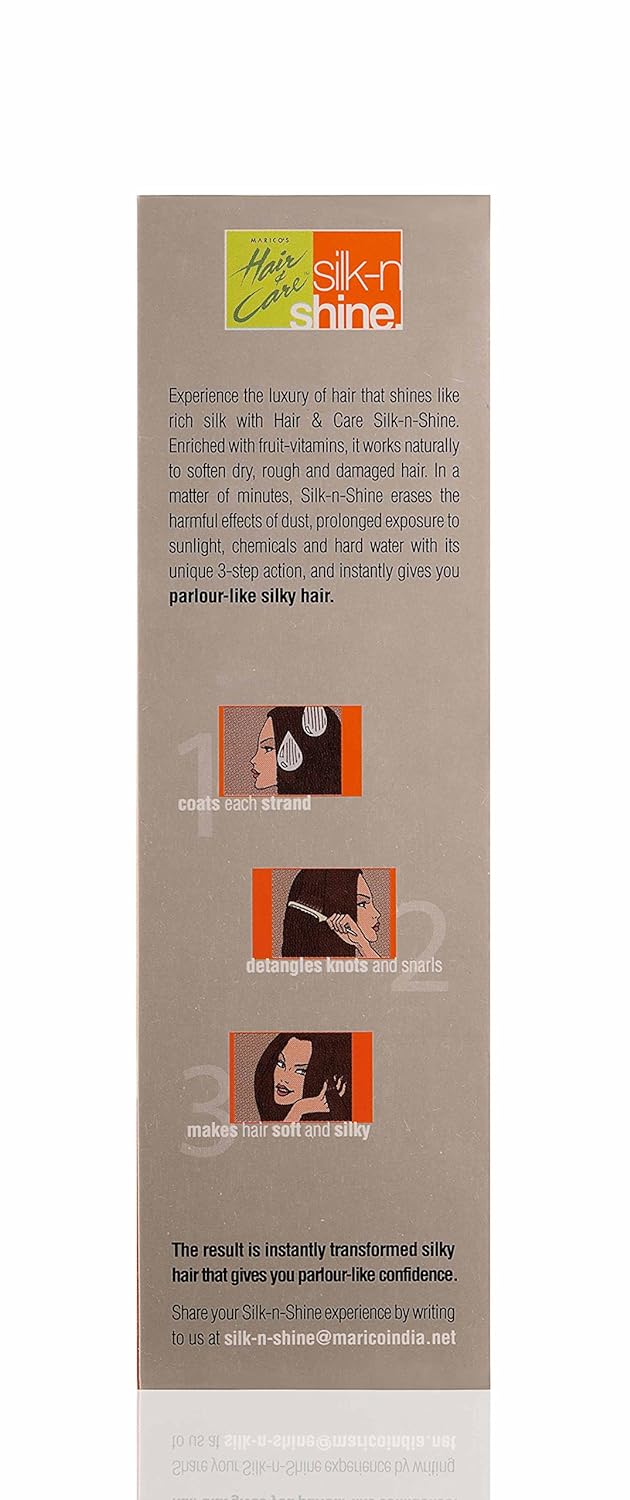 MARICO'S
Hair & Care™
silk-n
shine.
Experience the luxury of hair that shines like
rich silk with Hair & Care Silk-n-Shine.
Enriched with fruit-vitamins, it works naturally
to soften dry, rough and damaged hair. In a
matter of minutes, Silk-n-Shine erases the
harmful effects of dust, prolonged exposure to
sunlight, chemicals and hard water with its
unique 3-step action, and instantly gives you
parlour-like silky hair.
1
coats each strand
2
detangles knots and snarls
3
makes hair soft and silky
The result is instantly transformed silky
hair that gives you parlour-like confidence.
Share your Silk-n-Shine experience by writing
to us at silk-n-shine@maricoindia.net